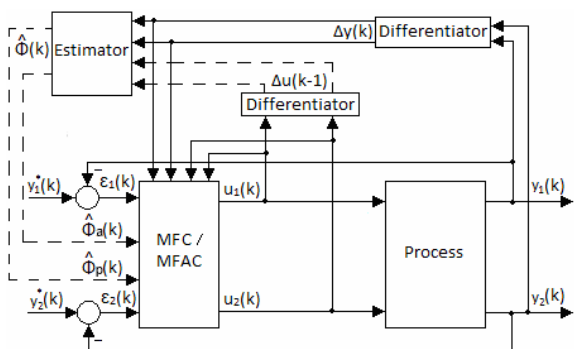 Φ̂(k)
Estimator
Δy(k)
Differentiator
Δu(k-1)
Differentiator
y₁*(k)
−
ε₁(k)
u₁(k)
y₁(k)
Φ̂a(k)
MFC /
MFAC
Process
Φ̂p(k)
y₂*(k)
ε₂(k)
u₂(k)
y₂(k)
−